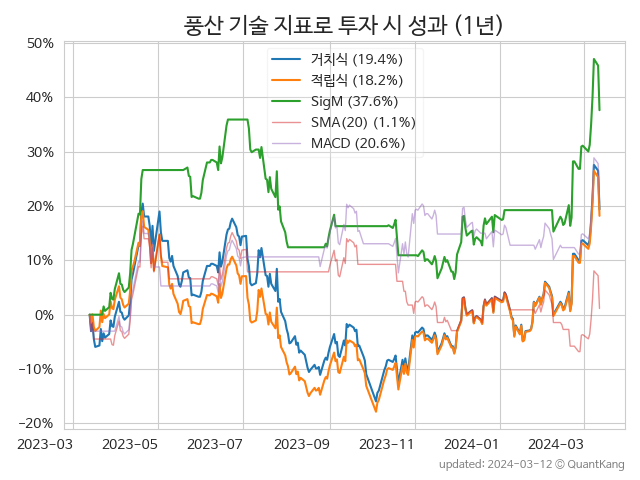 풍산 기술 지표로 투자 시 성과 (1년)
50%
40%
30%
20%
10%
0%
−10%
−20%
거치식 (19.4%)
적립식 (18.2%)
SigM (37.6%)
SMA(20) (1.1%)
MACD (20.6%)
2023-03 2023-05 2023-07 2023-09 2023-11 2024-01 2024-03
updated: 2024-03-12 © QuantKang